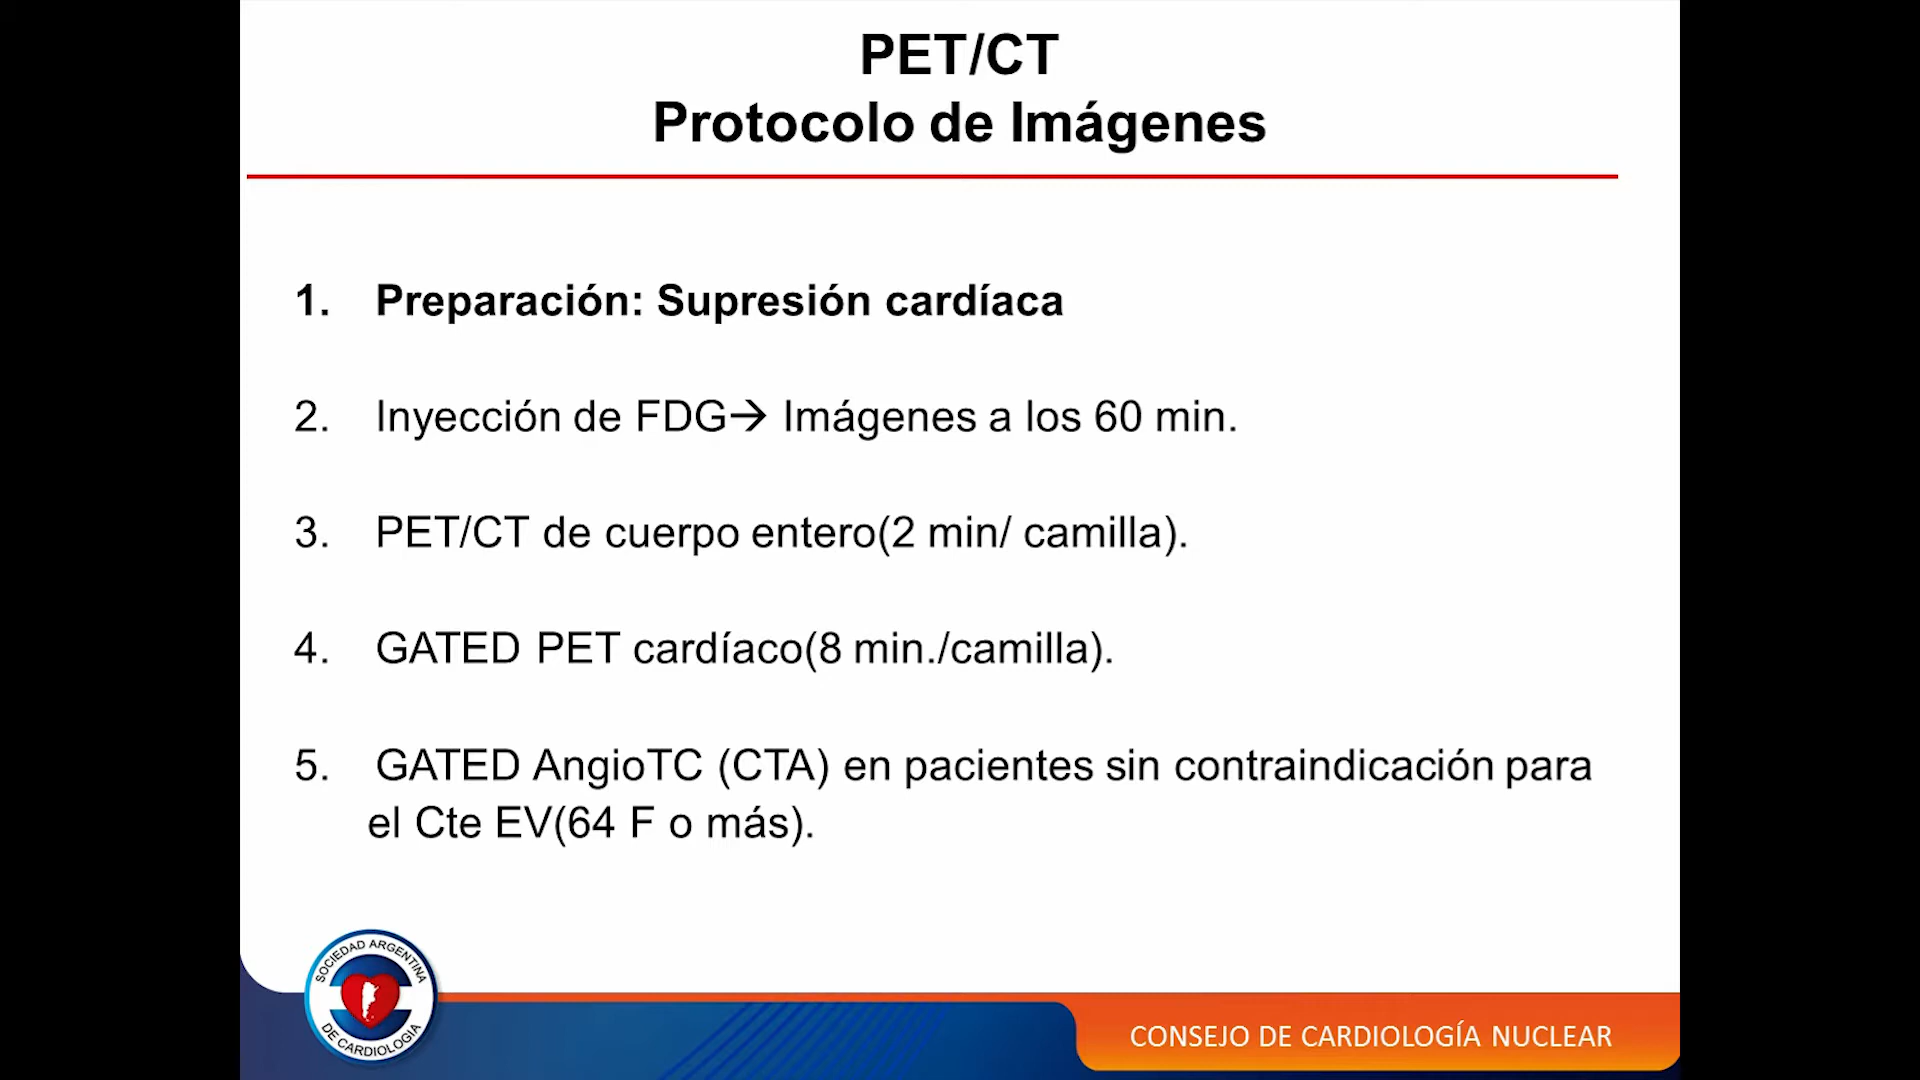 PET/CT
Protocolo de Imágenes
1. Preparación: Supresión cardíaca
2. Inyección de FDG→ Imágenes a los 60 min.
3. PET/CT de cuerpo entero(2 min/ camilla).
4. GATED PET cardíaco(8 min./camilla).
5. GATED AngioTC (CTA) en pacientes sin contraindicación para
el Cte EV(64 F o más).
SOCIEDAD ARGENTINA
DE CARDIOLOGÍA
CONSEJO DE CARDIOLOGÍA NUCLEAR